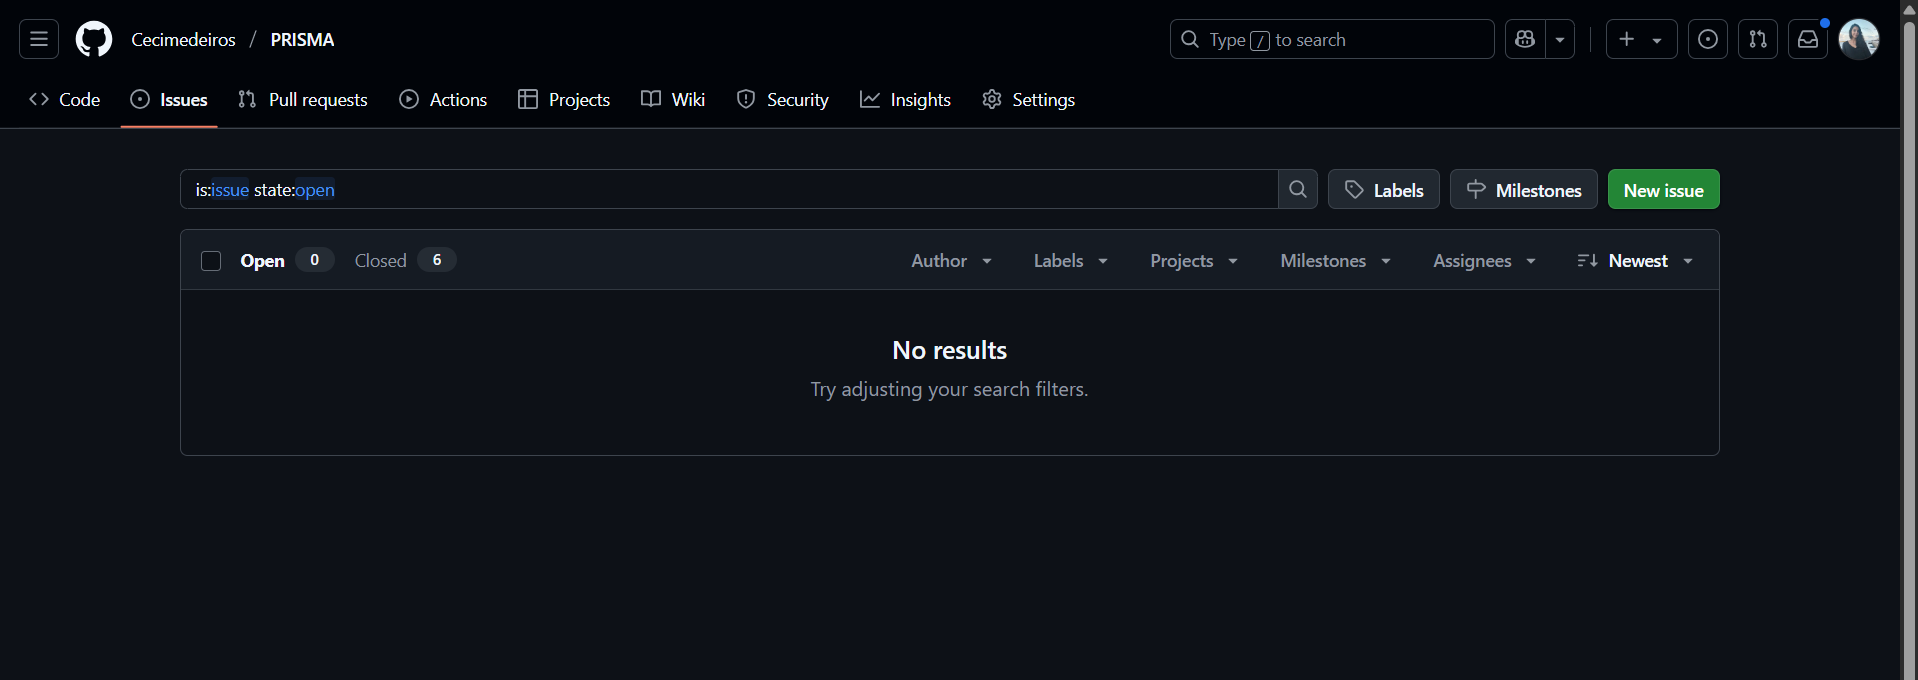 Cecimedeiros / PRISMA Type / to search
Code Issues Pull requests Actions Projects Wiki Security Insights Settings
is:issue state:open Labels Milestones New issue
Open 0 Closed 6 Author Labels Projects Milestones Assignees Newest
No results
Try adjusting your search filters.